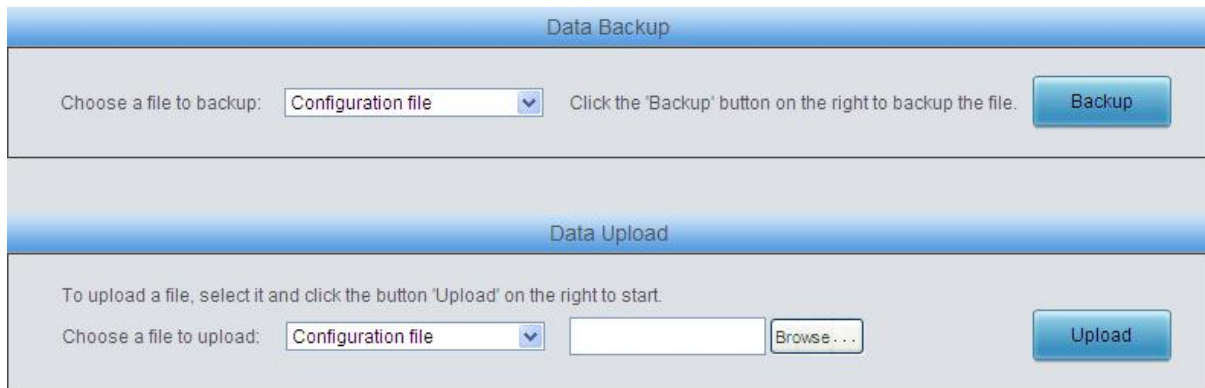 Data Backup
Choose a file to backup: Configuration file Click the 'Backup' button on the right to backup the file. Backup
Data Upload
To upload a file, select it and click the button 'Upload' on the right to start.
Choose a file to upload: Configuration file Browse... Upload